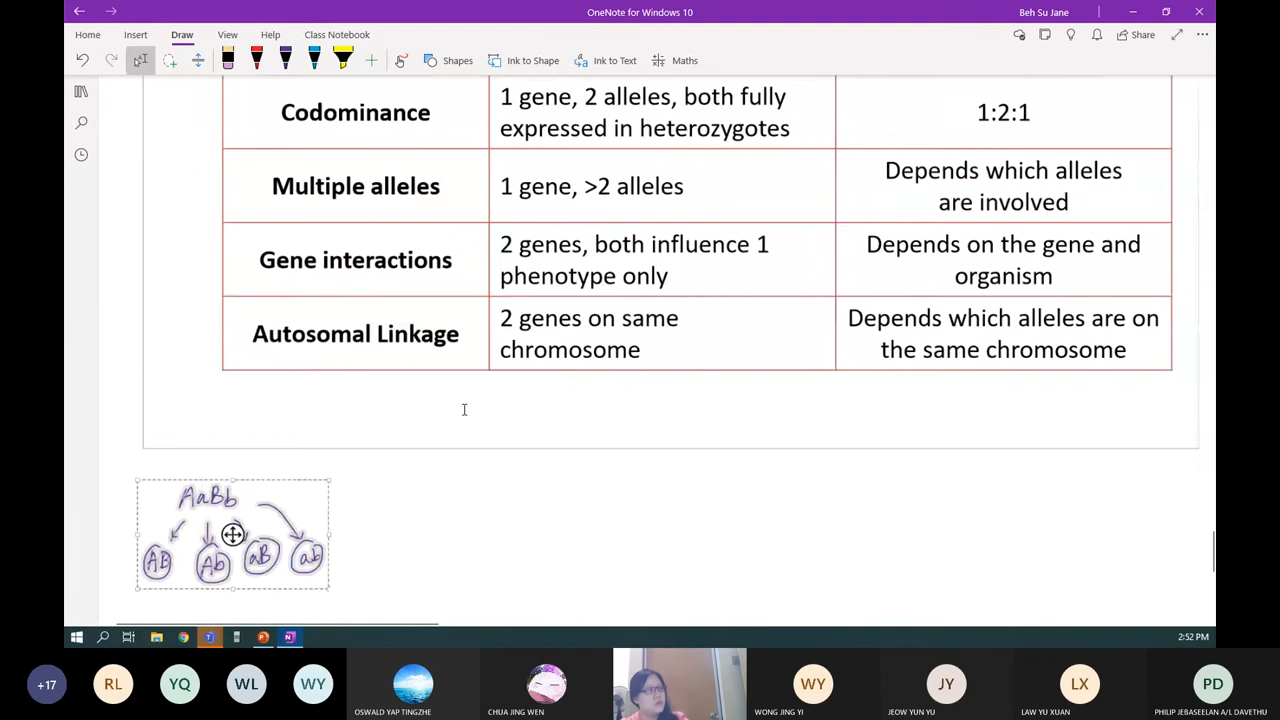 OneNote for Windows 10
Beh Su Jane
Home Insert Draw View Help Class Notebook
Share
Shapes Ink to Shape Ink to Text Maths
Codominance
1 gene, 2 alleles, both fully
expressed in heterozygotes
1:2:1
Multiple alleles
1 gene, >2 alleles
Depends which alleles
are involved
Gene interactions
2 genes, both influence 1
phenotype only
Depends on the gene and
organism
Autosomal Linkage
2 genes on same
chromosome
Depends which alleles are on
the same chromosome
AaBb
AB Ab aB ab
2:52 PM
+17 RL YQ WL WY WY JY LX PD
OSWALD YAP TINGZHE CHUA JING WEN WONG JING YI JEOW YUN YU LAW YU XUAN PHILIP JEBASEELAN A/L DAVETHU